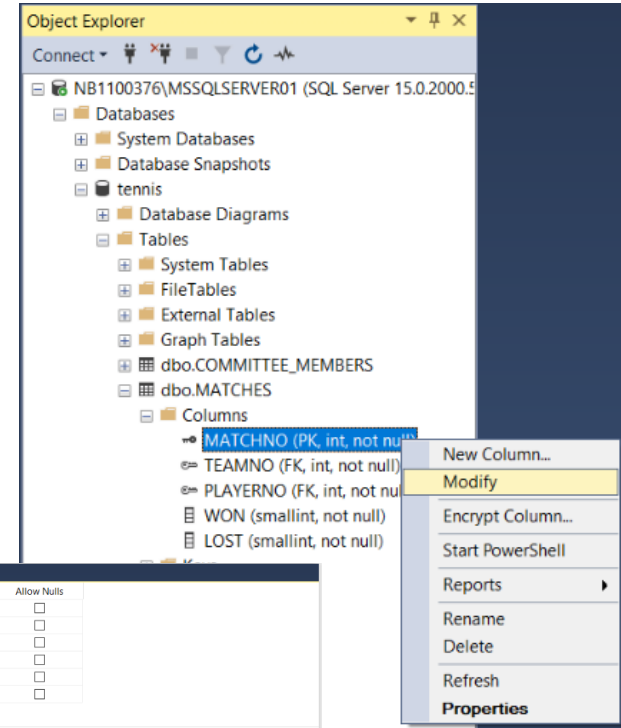 Object Explorer
Connect
NB1100376\MSSQLSERVER01 (SQL Server 15.0.2000.5
Databases
System Databases
Database Snapshots
tennis
Database Diagrams
Tables
System Tables
FileTables
External Tables
Graph Tables
dbo.COMMITTEE_MEMBERS
dbo.MATCHES
Columns
MATCHNO (PK, int, not null)
TEAMNO (FK, int, not null)
PLAYERNO (FK, int, not nul
WON (smallint, not null)
LOST (smallint, not null)
New Column...
Modify
Encrypt Column...
Start PowerShell
Reports
Rename
Delete
Refresh
Properties
Allow Nulls